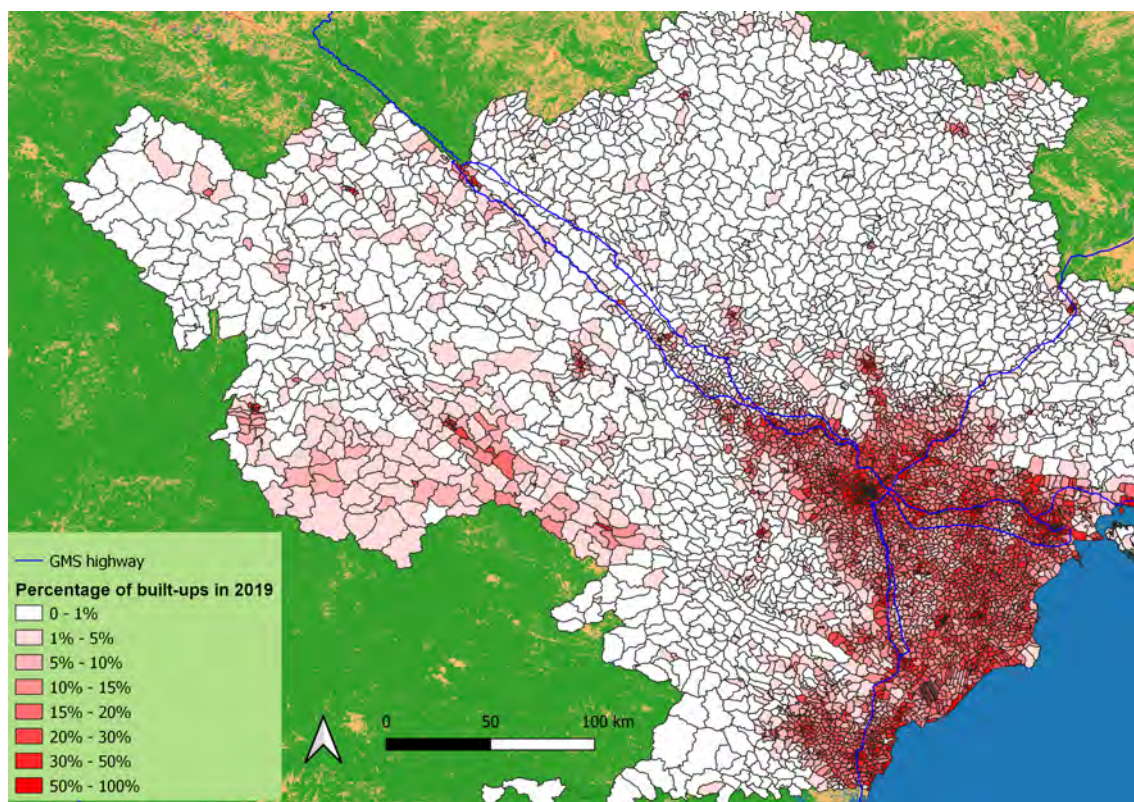 GMS highway
Percentage of built-ups in 2019
0 - 1%
1% - 5%
5% - 10%
10% - 15%
15% - 20%
20% - 30%
30% - 50%
50% - 100%
0 50 100 km